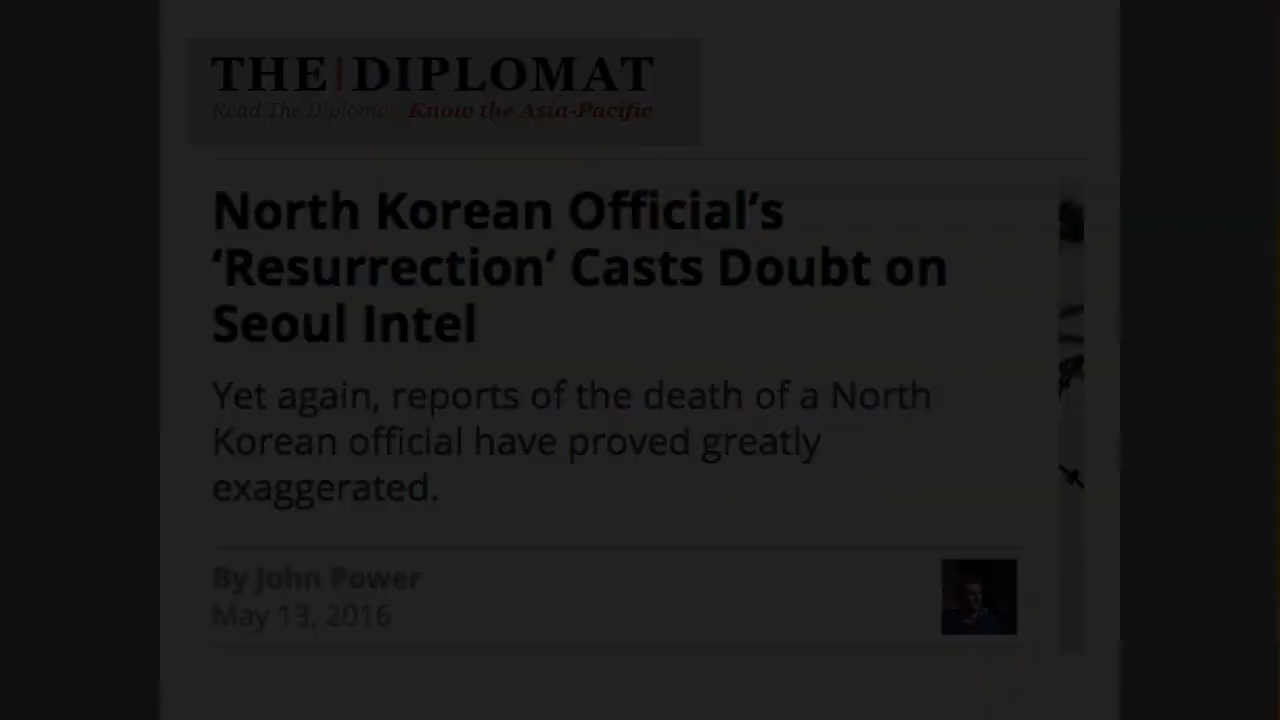 THE|DIPLOMAT
Read The Diplomat, Know the Asia-Pacific
North Korean Official’s
‘Resurrection’ Casts Doubt on
Seoul Intel
Yet again, reports of the death of a North
Korean official have proved greatly
exaggerated.
By John Power
May 13, 2016